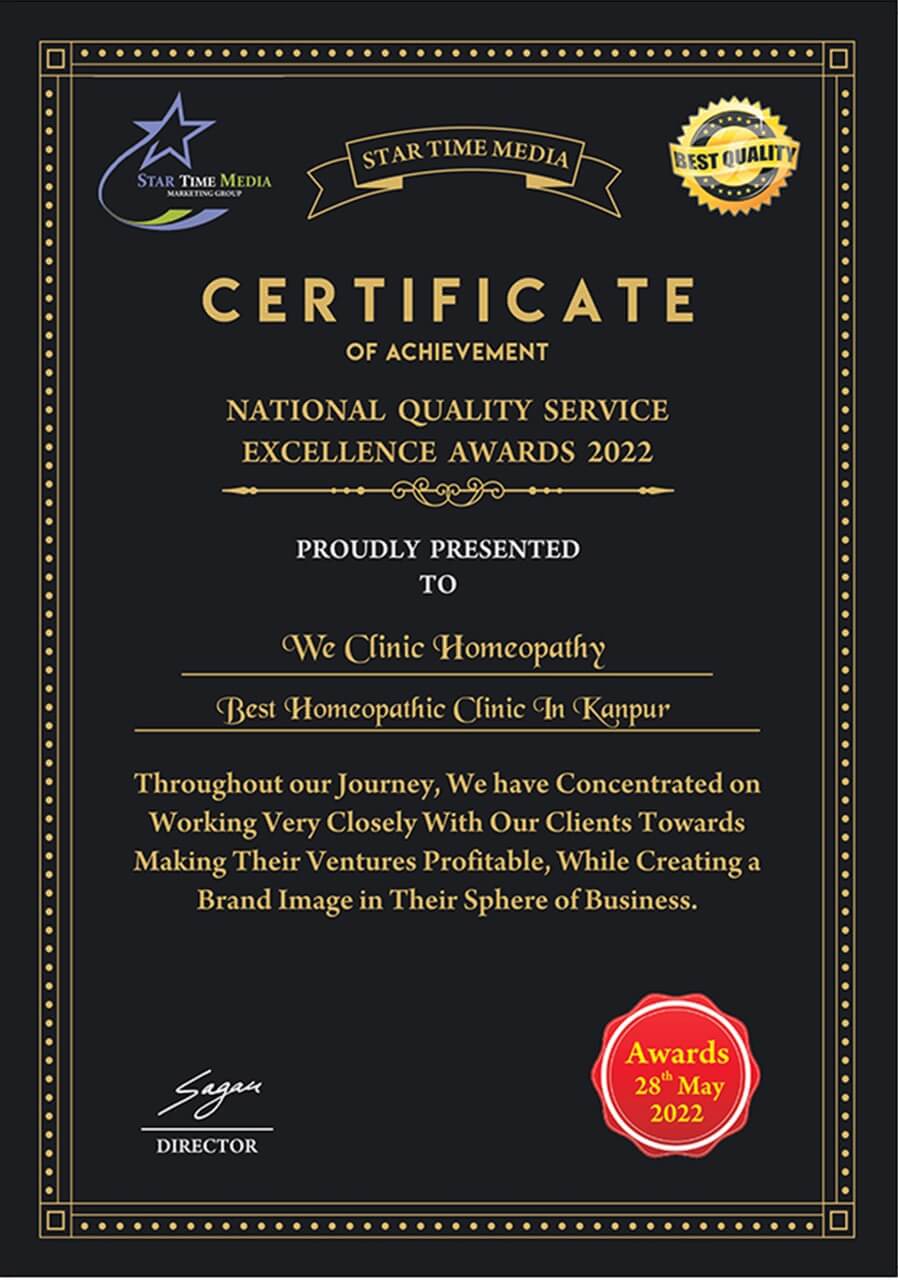 STAR TIME MEDIA
MARKETING GROUP
STAR TIME MEDIA
BEST QUALITY
CERTIFICATE
OF ACHIEVEMENT
NATIONAL QUALITY SERVICE
EXCELLENCE AWARDS 2022
PROUDLY PRESENTED
TO
We Clinic Homeopathy
Best Homeopathic Clinic In Kanpur
Throughout our Journey, We have Concentrated on
Working Very Closely With Our Clients Towards
Making Their Ventures Profitable, While Creating a
Brand Image in Their Sphere of Business.
Sagan
DIRECTOR
Awards
28th May
2022